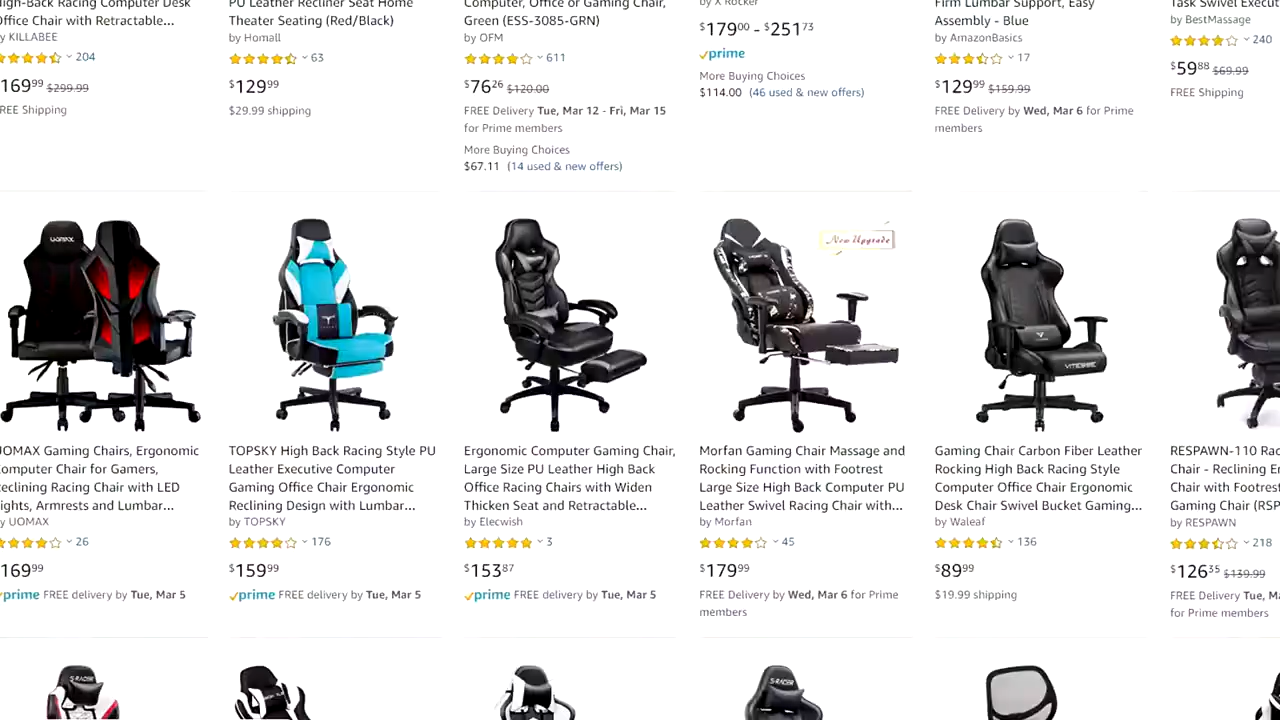 High-Back Racing Computer Desk
Office Chair with Retractable...
by KILLABEE
204
169 99 $299.99
FREE Shipping
PU Leather Recliner Seat Home
Theater Seating (Red/Black)
by Homall
63
$129 99
$29.99 shipping
Computer, Office or Gaming Chair,
Green (ESS-3085-GRN)
by OFM
611
$76 26 $120.00
FREE Delivery Tue, Mar 12 - Fri, Mar 15
for Prime members
More Buying Choices
$67.11 (14 used & new offers)
by X Rocker
$179 00 - $251 73
prime
More Buying Choices
$114.00 (46 used & new offers)
Firm Lumbar Support, Easy
Assembly - Blue
by AmazonBasics
17
$129 99 $159.99
FREE Delivery by Wed, Mar 6 for Prime
members
Task Swivel Execut
by BestMassage
240
$59 88 $69.99
FREE Shipping
UOMAX
New Upgrade
VITESSE
UOMAX Gaming Chairs, Ergonomic
Computer Chair for Gamers,
Reclining Racing Chair with LED
Lights, Armrests and Lumbar...
by UOMAX
26
169 99
prime FREE delivery by Tue, Mar 5
TOPSKY High Back Racing Style PU
Leather Executive Computer
Gaming Office Chair Ergonomic
Reclining Design with Lumbar...
by TOPSKY
176
$159 99
prime FREE delivery by Tue, Mar 5
Ergonomic Computer Gaming Chair,
Large Size PU Leather High Back
Office Racing Chairs with Widen
Thicken Seat and Retractable...
by Elecwish
3
$153 87
prime FREE delivery by Tue, Mar 5
Morfan Gaming Chair Massage and
Rocking Function with Footrest
Large Size High Back Computer PU
Leather Swivel Racing Chair with...
by Morfan
45
$179 99
FREE Delivery by Wed, Mar 6 for Prime
members
Gaming Chair Carbon Fiber Leather
Rocking High Back Racing Style
Computer Office Chair Ergonomic
Desk Chair Swivel Bucket Gaming...
by Waleaf
136
$89 99
$19.99 shipping
RESPAWN-110 Rac
Chair - Reclining Er
Chair with Footrest
Gaming Chair (RSP
by RESPAWN
218
$126 35 $139.99
FREE Delivery Tue, Ma
for Prime members
S-RACER
S-RACER